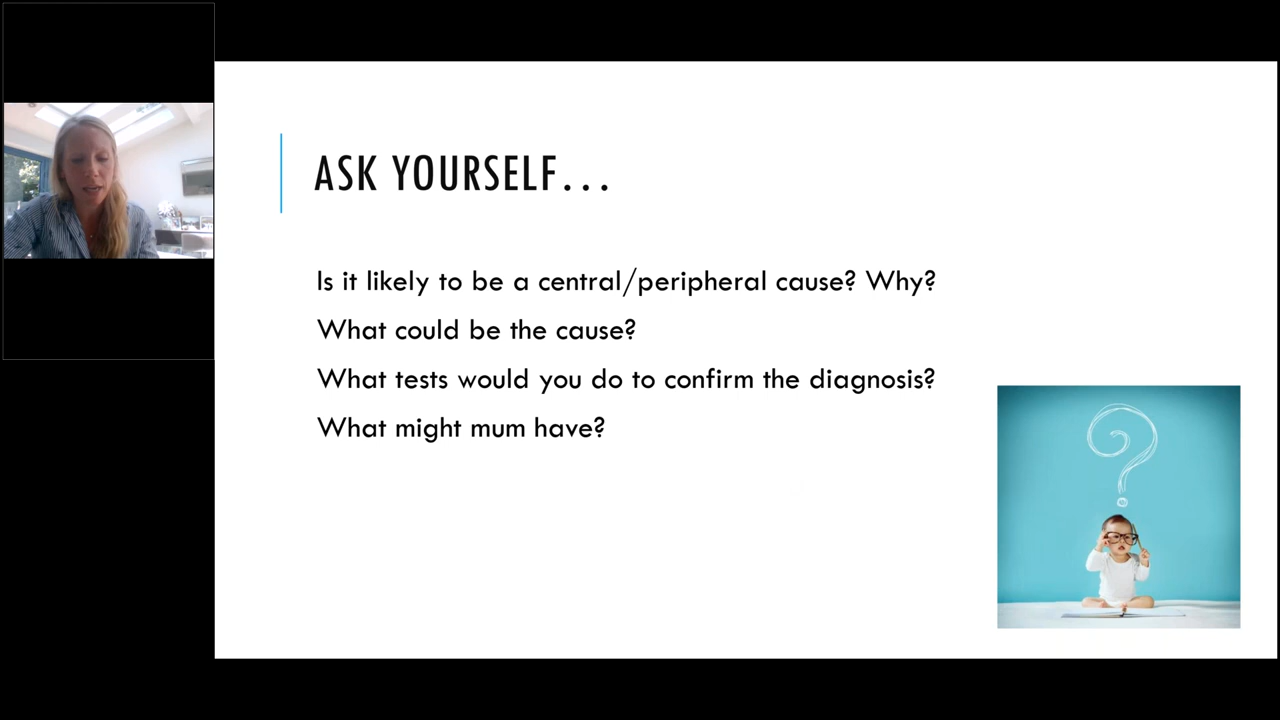 ASK YOURSELF...
Is it likely to be a central/peripheral cause? Why?
What could be the cause?
What tests would you do to confirm the diagnosis?
What might mum have?
?